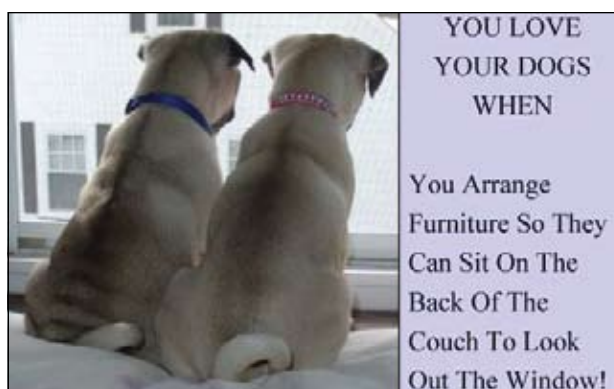 YOU LOVE
YOUR DOGS
WHEN
You Arrange
Furniture So They
Can Sit On The
Back Of The
Couch To Look
Out The Window!